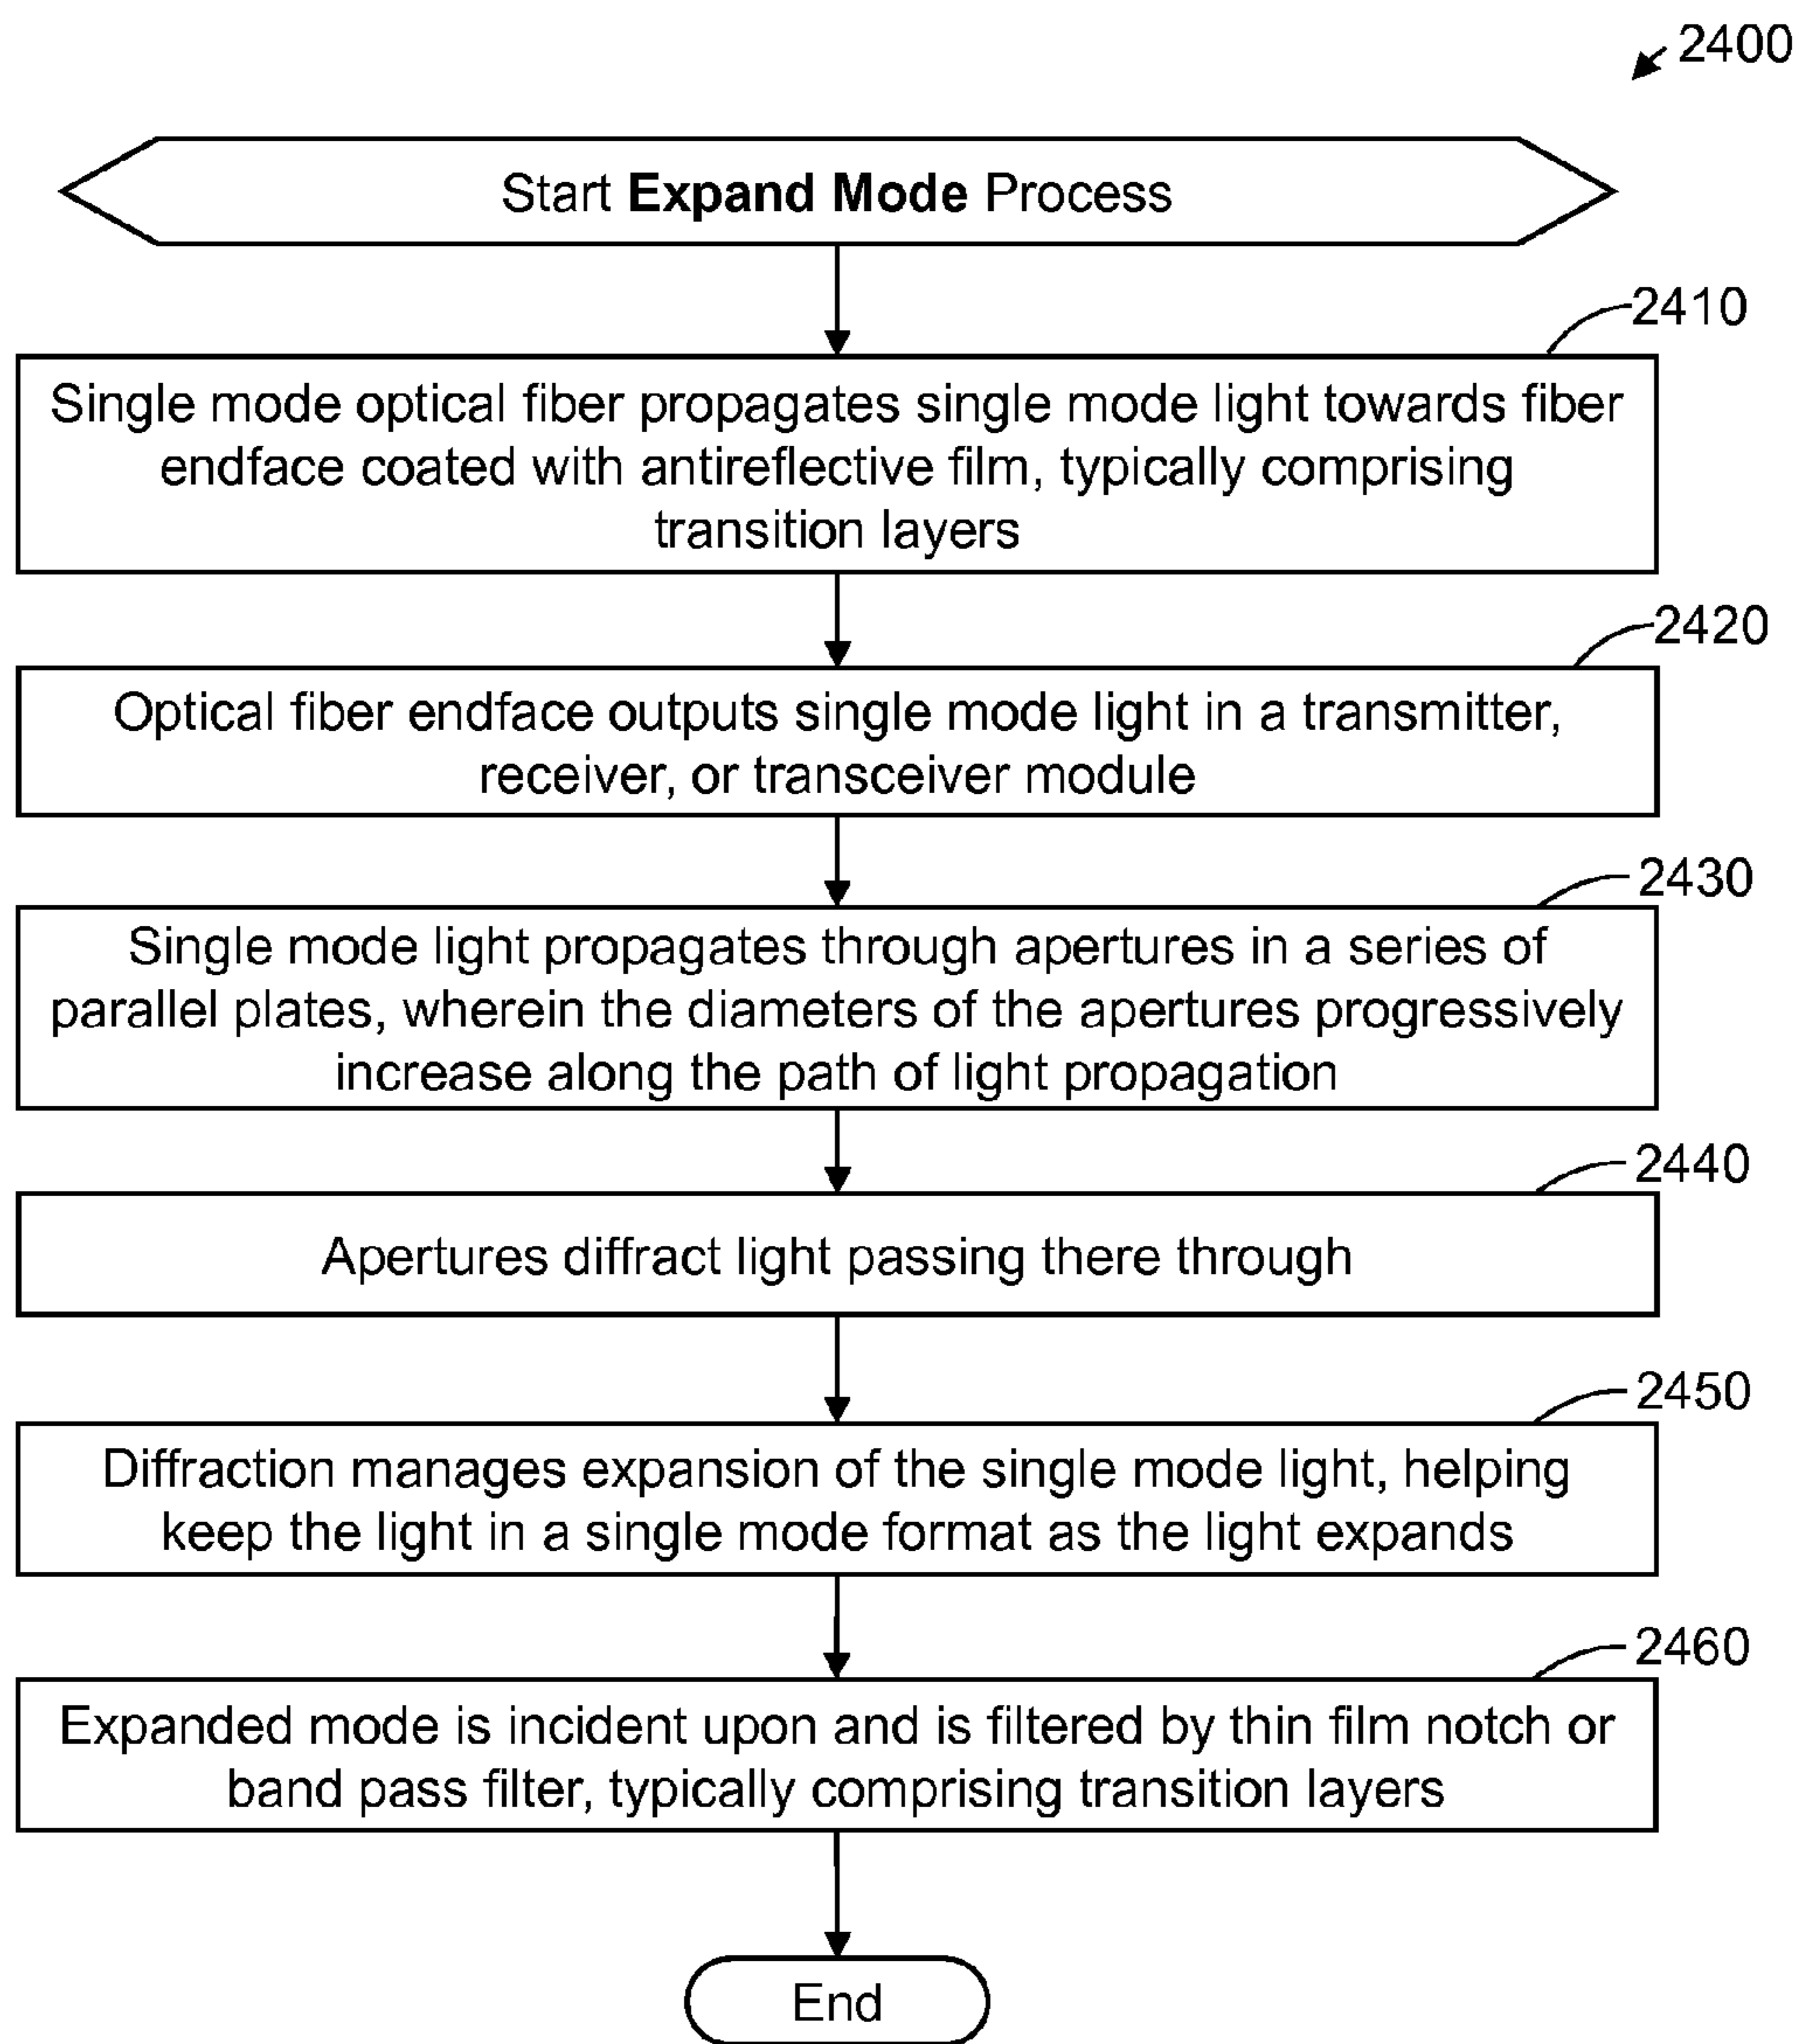 2400
Start Expand Mode Process
2410
Single mode optical fiber propagates single mode light towards fiber
endface coated with antireflective film, typically comprising
transition layers
2420
Optical fiber endface outputs single mode light in a transmitter,
receiver, or transceiver module
2430
Single mode light propagates through apertures in a series of
parallel plates, wherein the diameters of the apertures progressively
increase along the path of light propagation
2440
Apertures diffract light passing there through
2450
Diffraction manages expansion of the single mode light, helping
keep the light in a single mode format as the light expands
2460
Expanded mode is incident upon and is filtered by thin film notch or
band pass filter, typically comprising transition layers
End